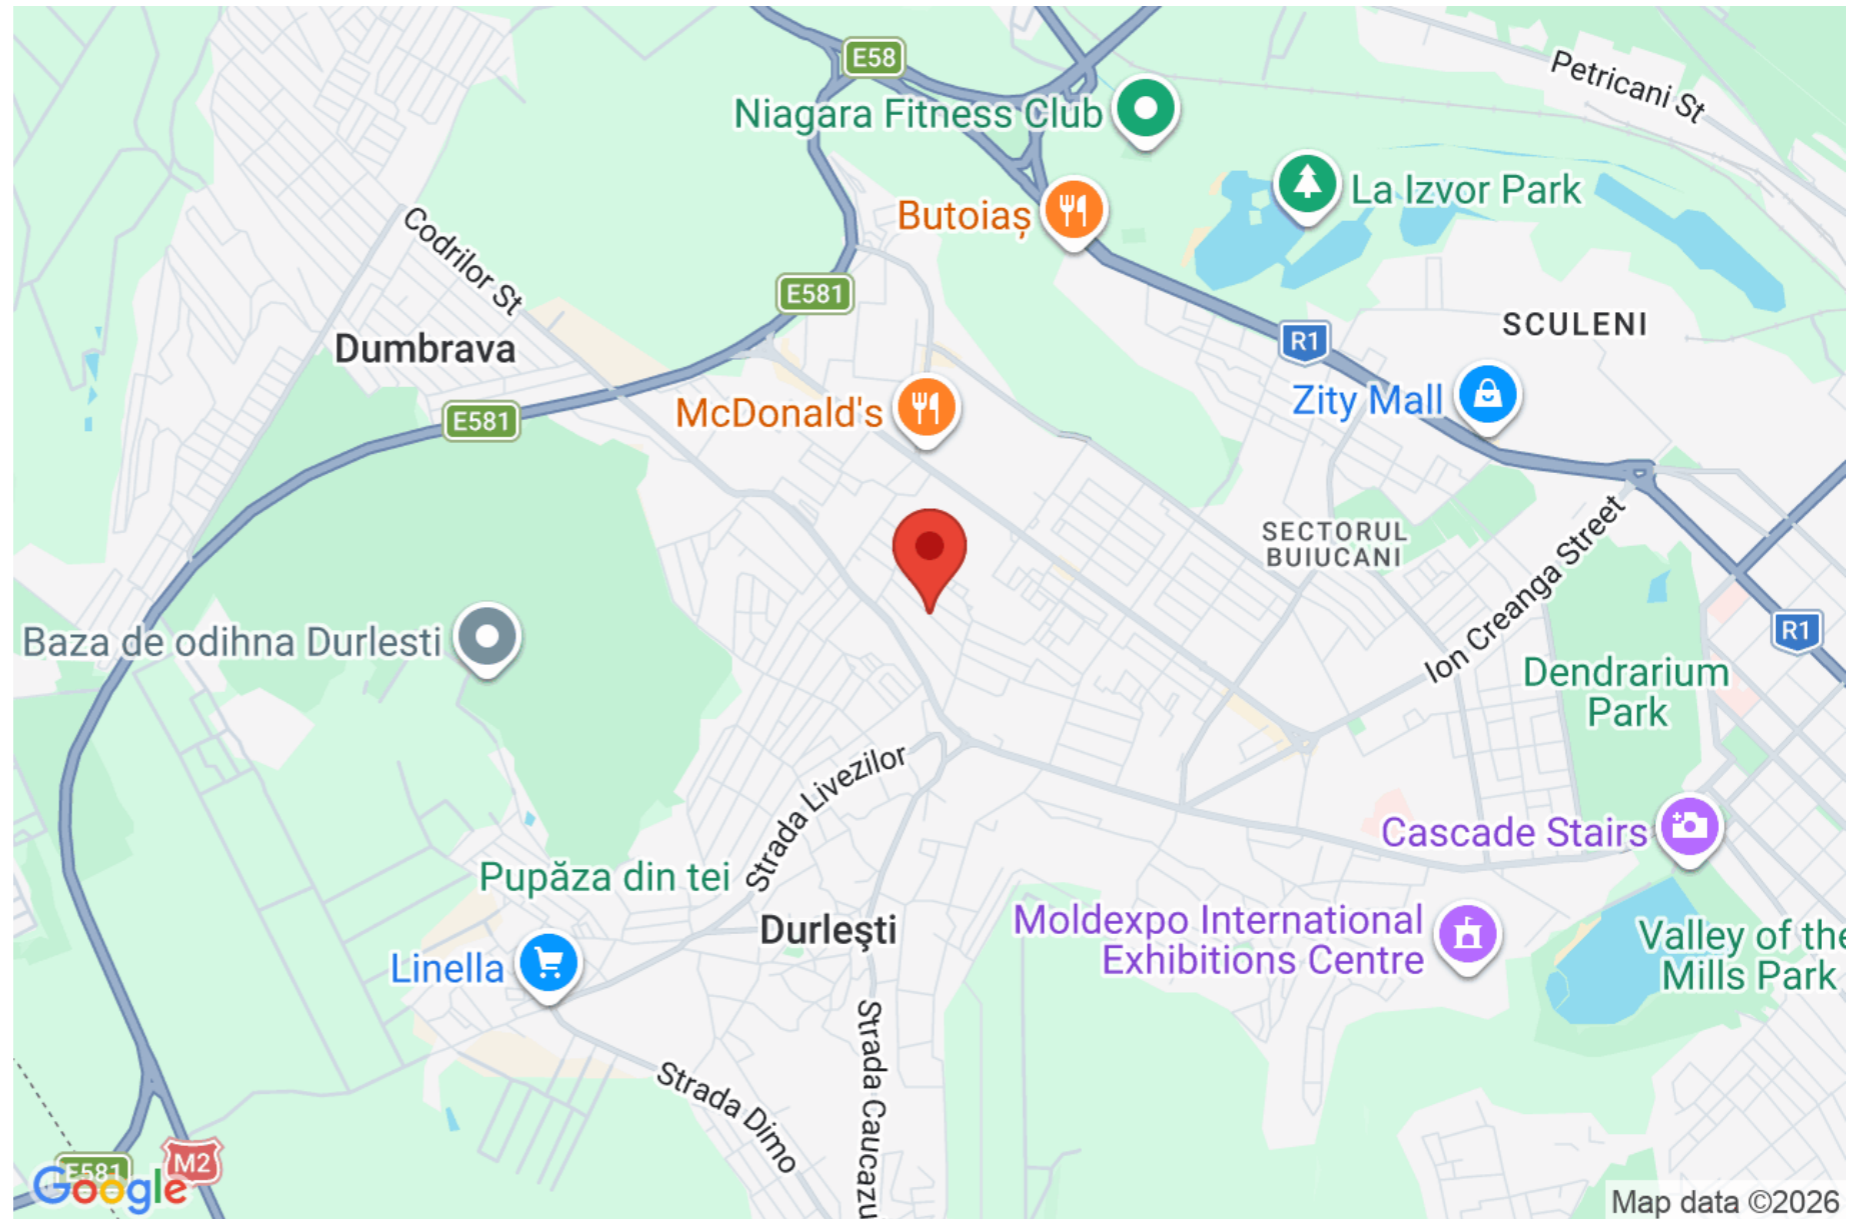 E58
Petricani St
Niagara Fitness Club
La Izvor Park
Butoiaș
Codrilor St
E581
SCULENI
R1
Dumbrava
Zity Mall
E581
McDonald's
SECTORUL
BUIUCANI
Ion Creanga Street
Baza de odihna Durlesti
R1
Dendrarium
Park
Strada Livezilor
Cascade Stairs
Pupăza din tei
Durleşti
Moldexpo International
Exhibitions Centre
Valley of the
Mills Park
Linella
Strada Caucazu
Strada Dimo
M2
E581
Google
Map data ©2026